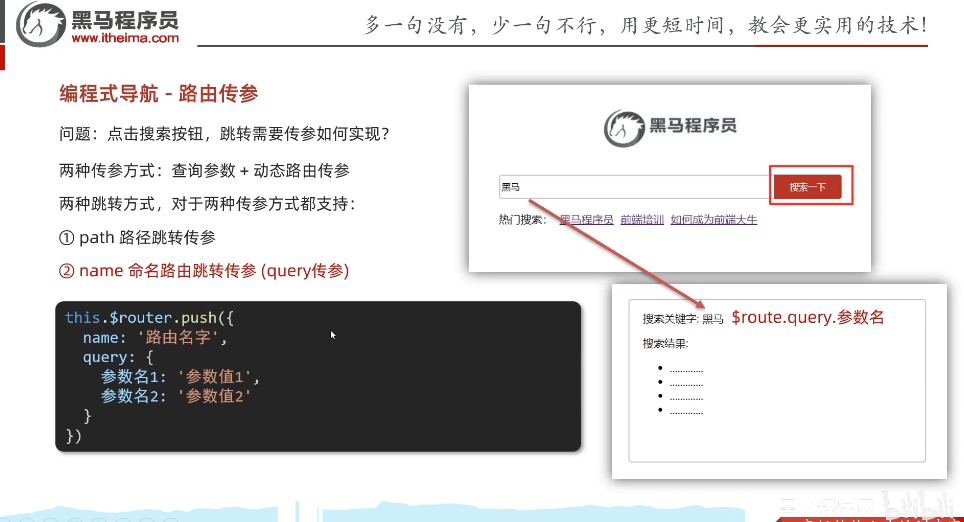 黑马程序员
www.itheima.com
多一句没有，少一句不行，用更短时间，教会更实用的技术！
编程式导航 - 路由传参
问题：点击搜索按钮，跳转需要传参如何实现？
两种传参方式：查询参数 + 动态路由传参
两种跳转方式，对于两种传参方式都支持：
① path 路径跳转传参
② name 命名路由跳转传参 (query传参)
this.$router.push({
name: '路由名字',
query: {
参数名1: '参数值1',
参数名2: '参数值2'
}
})
黑马程序员
黑马
搜索一下
热门搜索： 黑马程序员 前端培训 如何成为前端大牛
搜索关键字: 黑马 $route.query.参数名
搜索结果:
............
............
............
............
bilibili